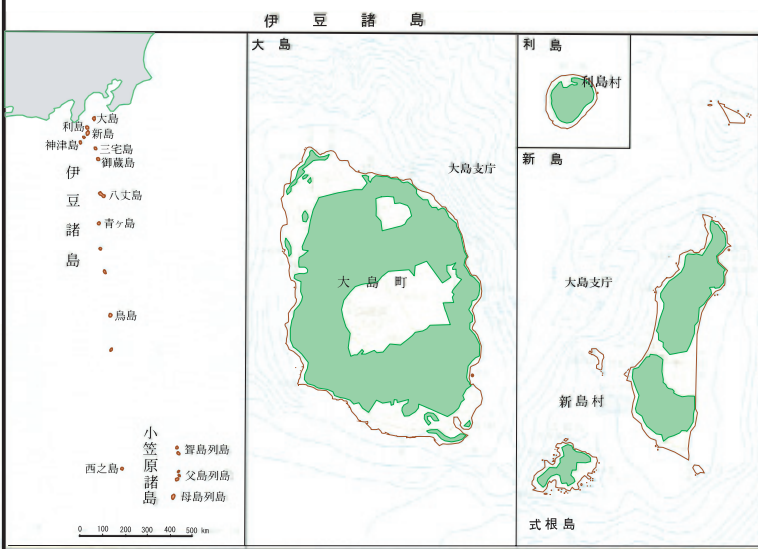 伊豆諸島
大島
利島
利島村
新島
大島
利島
新島
神津島
三宅島
御蔵島
伊豆諸島
八丈島
青ヶ島
鳥島
小笠原諸島
聟島列島
西之島
父島列島
母島列島
0 100 200 300 400 500 km
大島支庁
大島町
大島支庁
新島村
式根島